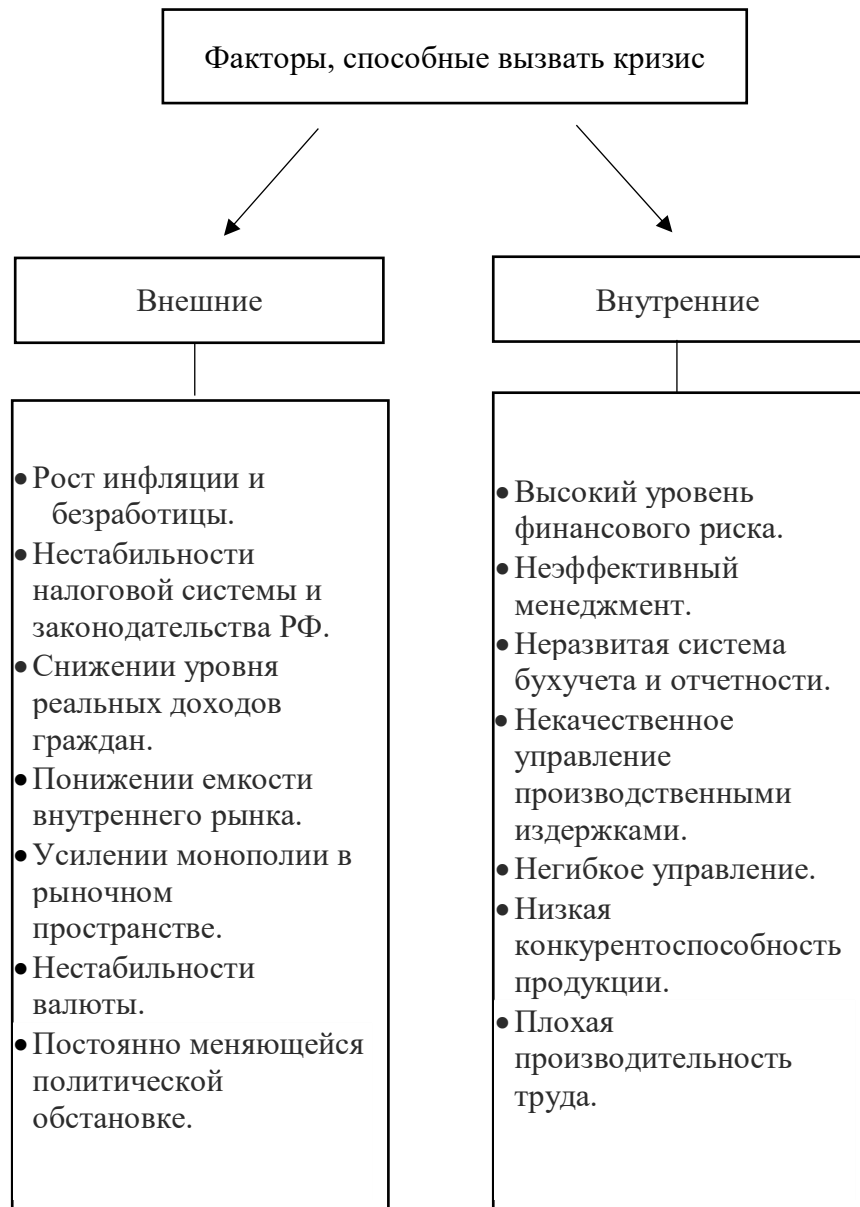 Факторы, способные вызвать кризис
Внешние
• Рост инфляции и
безработицы.
• Нестабильности
налоговой системы и
законодательства РФ.
• Снижении уровня
реальных доходов
граждан.
• Понижении емкости
внутреннего рынка.
• Усилении монополии в
рыночном
пространстве.
• Нестабильности
валюты.
• Постоянно меняющейся
политической
обстановке.
Внутренние
• Высокий уровень
финансового риска.
• Неэффективный
менеджмент.
• Неразвитая система
бухучета и отчетности.
• Некачественное
управление
производственными
издержками.
• Негибкое управление.
• Низкая
конкурентоспособность
продукции.
• Плохая
производительность
труда.